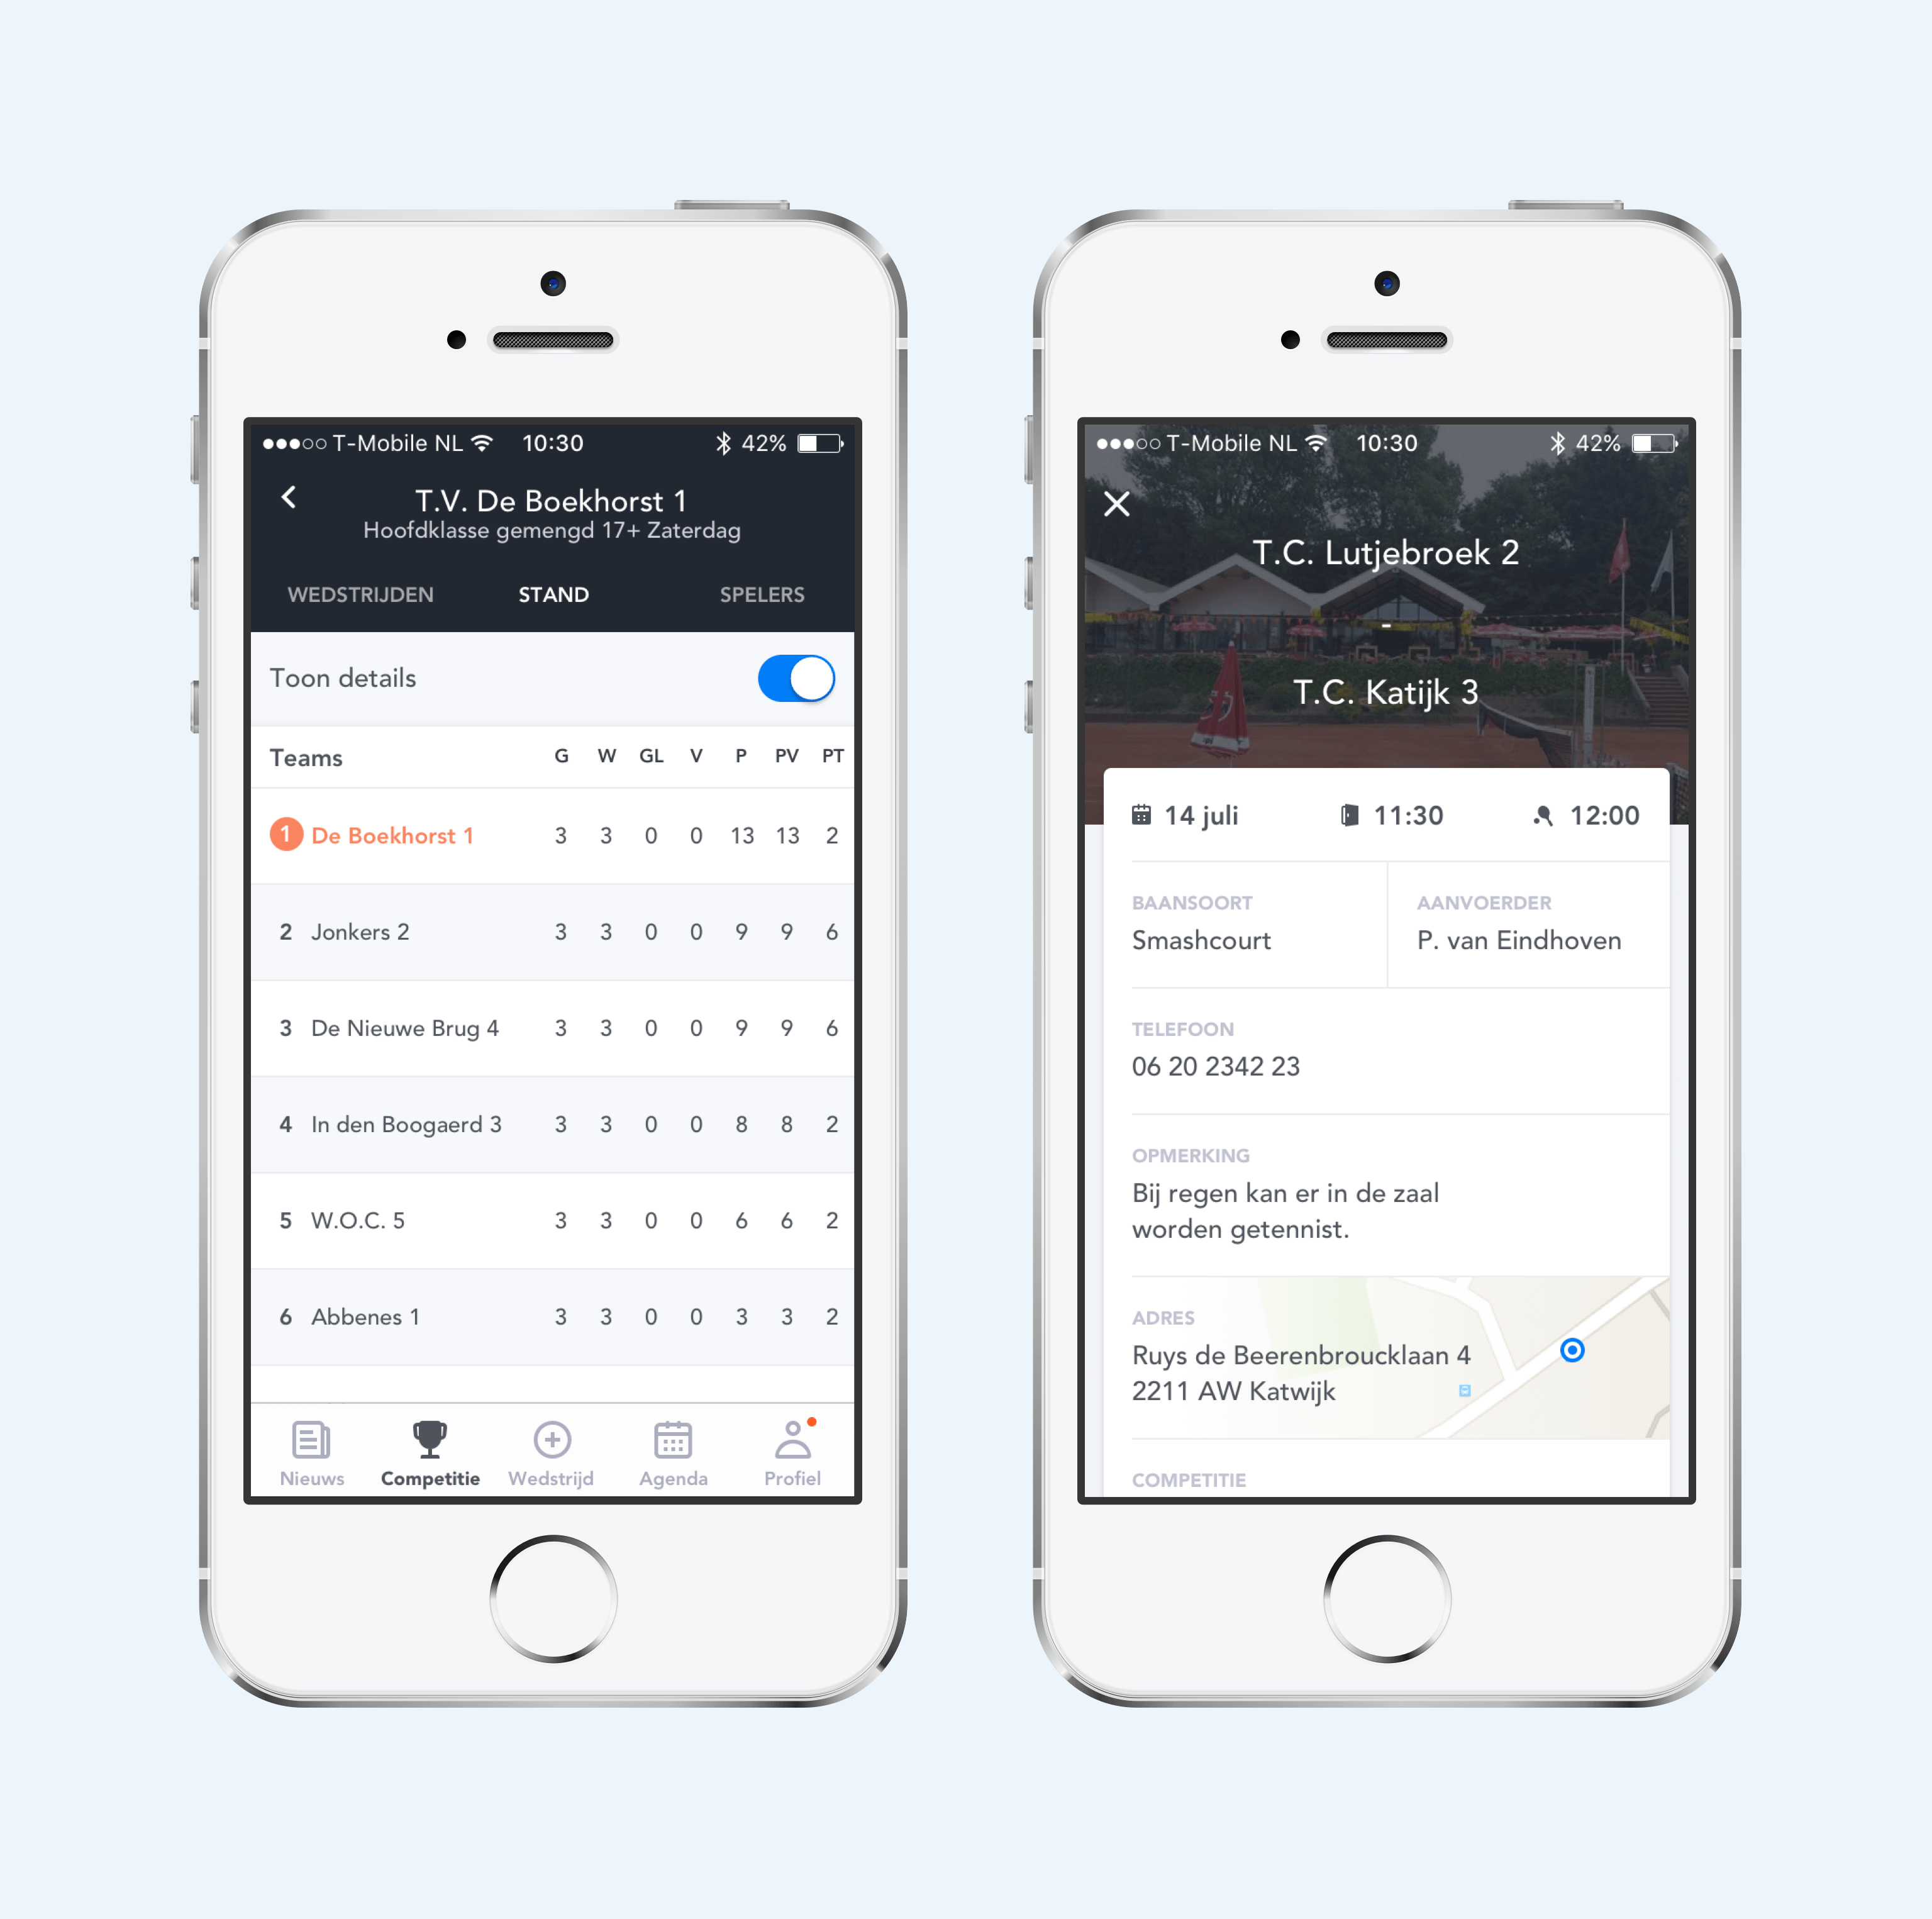 T-Mobile NL 10:30 42%
T.V. De Boekhorst 1
Hoofdklasse gemengd 17+ Zaterdag
WEDSTRIJDEN STAND SPELERS
Toon details
Teams G W GL V P PV PT
1 De Boekhorst 1 3 3 0 0 13 13 2
2 Jonkers 2 3 3 0 0 9 9 6
3 De Nieuwe Brug 4 3 3 0 0 9 9 6
4 In den Boogaerd 3 3 3 0 0 8 8 2
5 W.O.C. 5 3 3 0 0 6 6 2
6 Abbenes 1 3 3 0 0 3 3 2
Nieuws Competitie Wedstrijd Agenda Profiel
T-Mobile NL 10:30 42%
T.C. Lutjebroek 2
-
T.C. Katijk 3
14 juli 11:30 12:00
BAANSOORT AANVOERDER
Smashcourt P. van Eindhoven
TELEFOON
06 20 2342 23
OPMERKING
Bij regen kan er in de zaal
worden getennist.
ADRES
Ruys de Beerenbroucklaan 4
2211 AW Katwijk
COMPETITIE